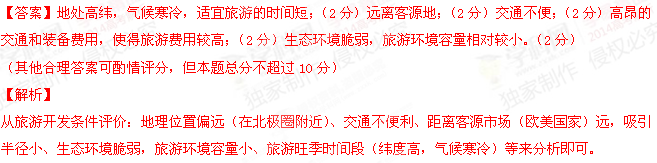 【答案】地处高纬，气候寒冷，适宜旅游的时间短；（2 分）远离客源地；（2 分）交通不便；（2 分）高昂的
交通和装备费用，使得旅游费用较高；（2 分）生态环境脆弱，旅游环境容量相对较小。（2 分）
（其他合理答案可酌情评分，但本题总分不超过 10 分）
【解析】
从旅游开发条件评价：地理位置偏远（在北极圈附近）、交通不便利、距离客源市场（欧美国家）远，吸引
半径小、生态环境脆弱，旅游环境容量小、旅游旺季时间段（纬度高，气候寒冷）等来分析即可。